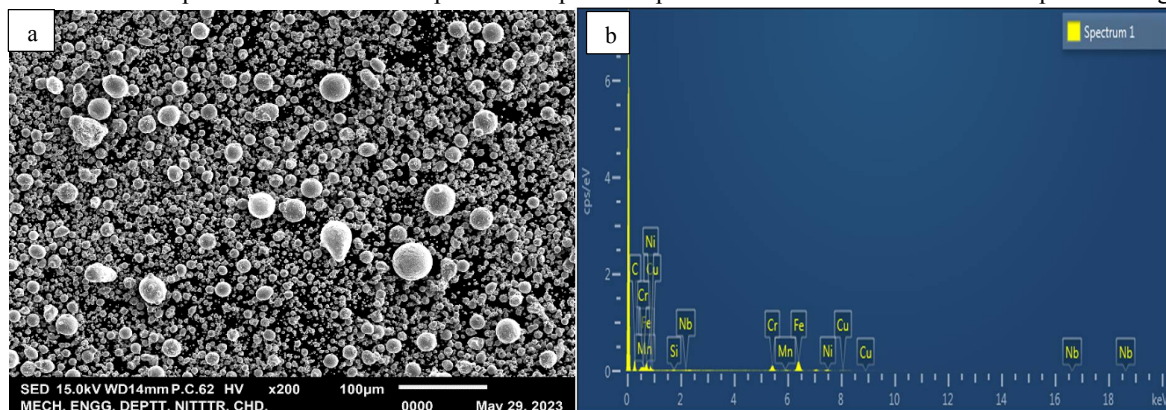 a
SED 15.0kV WD14mm P.C.62 HV x200 100µm
MECH. ENGG. DEPTT. NITTTR, CHD. 0000 May 29, 2023
b
Spectrum 1
cps/eV
6
4
2
0
Ni
C Cu
Cr
Fe
Mn Si Nb Cr Mn Fe Ni Cu Cu Nb Nb
0 2 4 6 8 10 12 14 16 18 keV